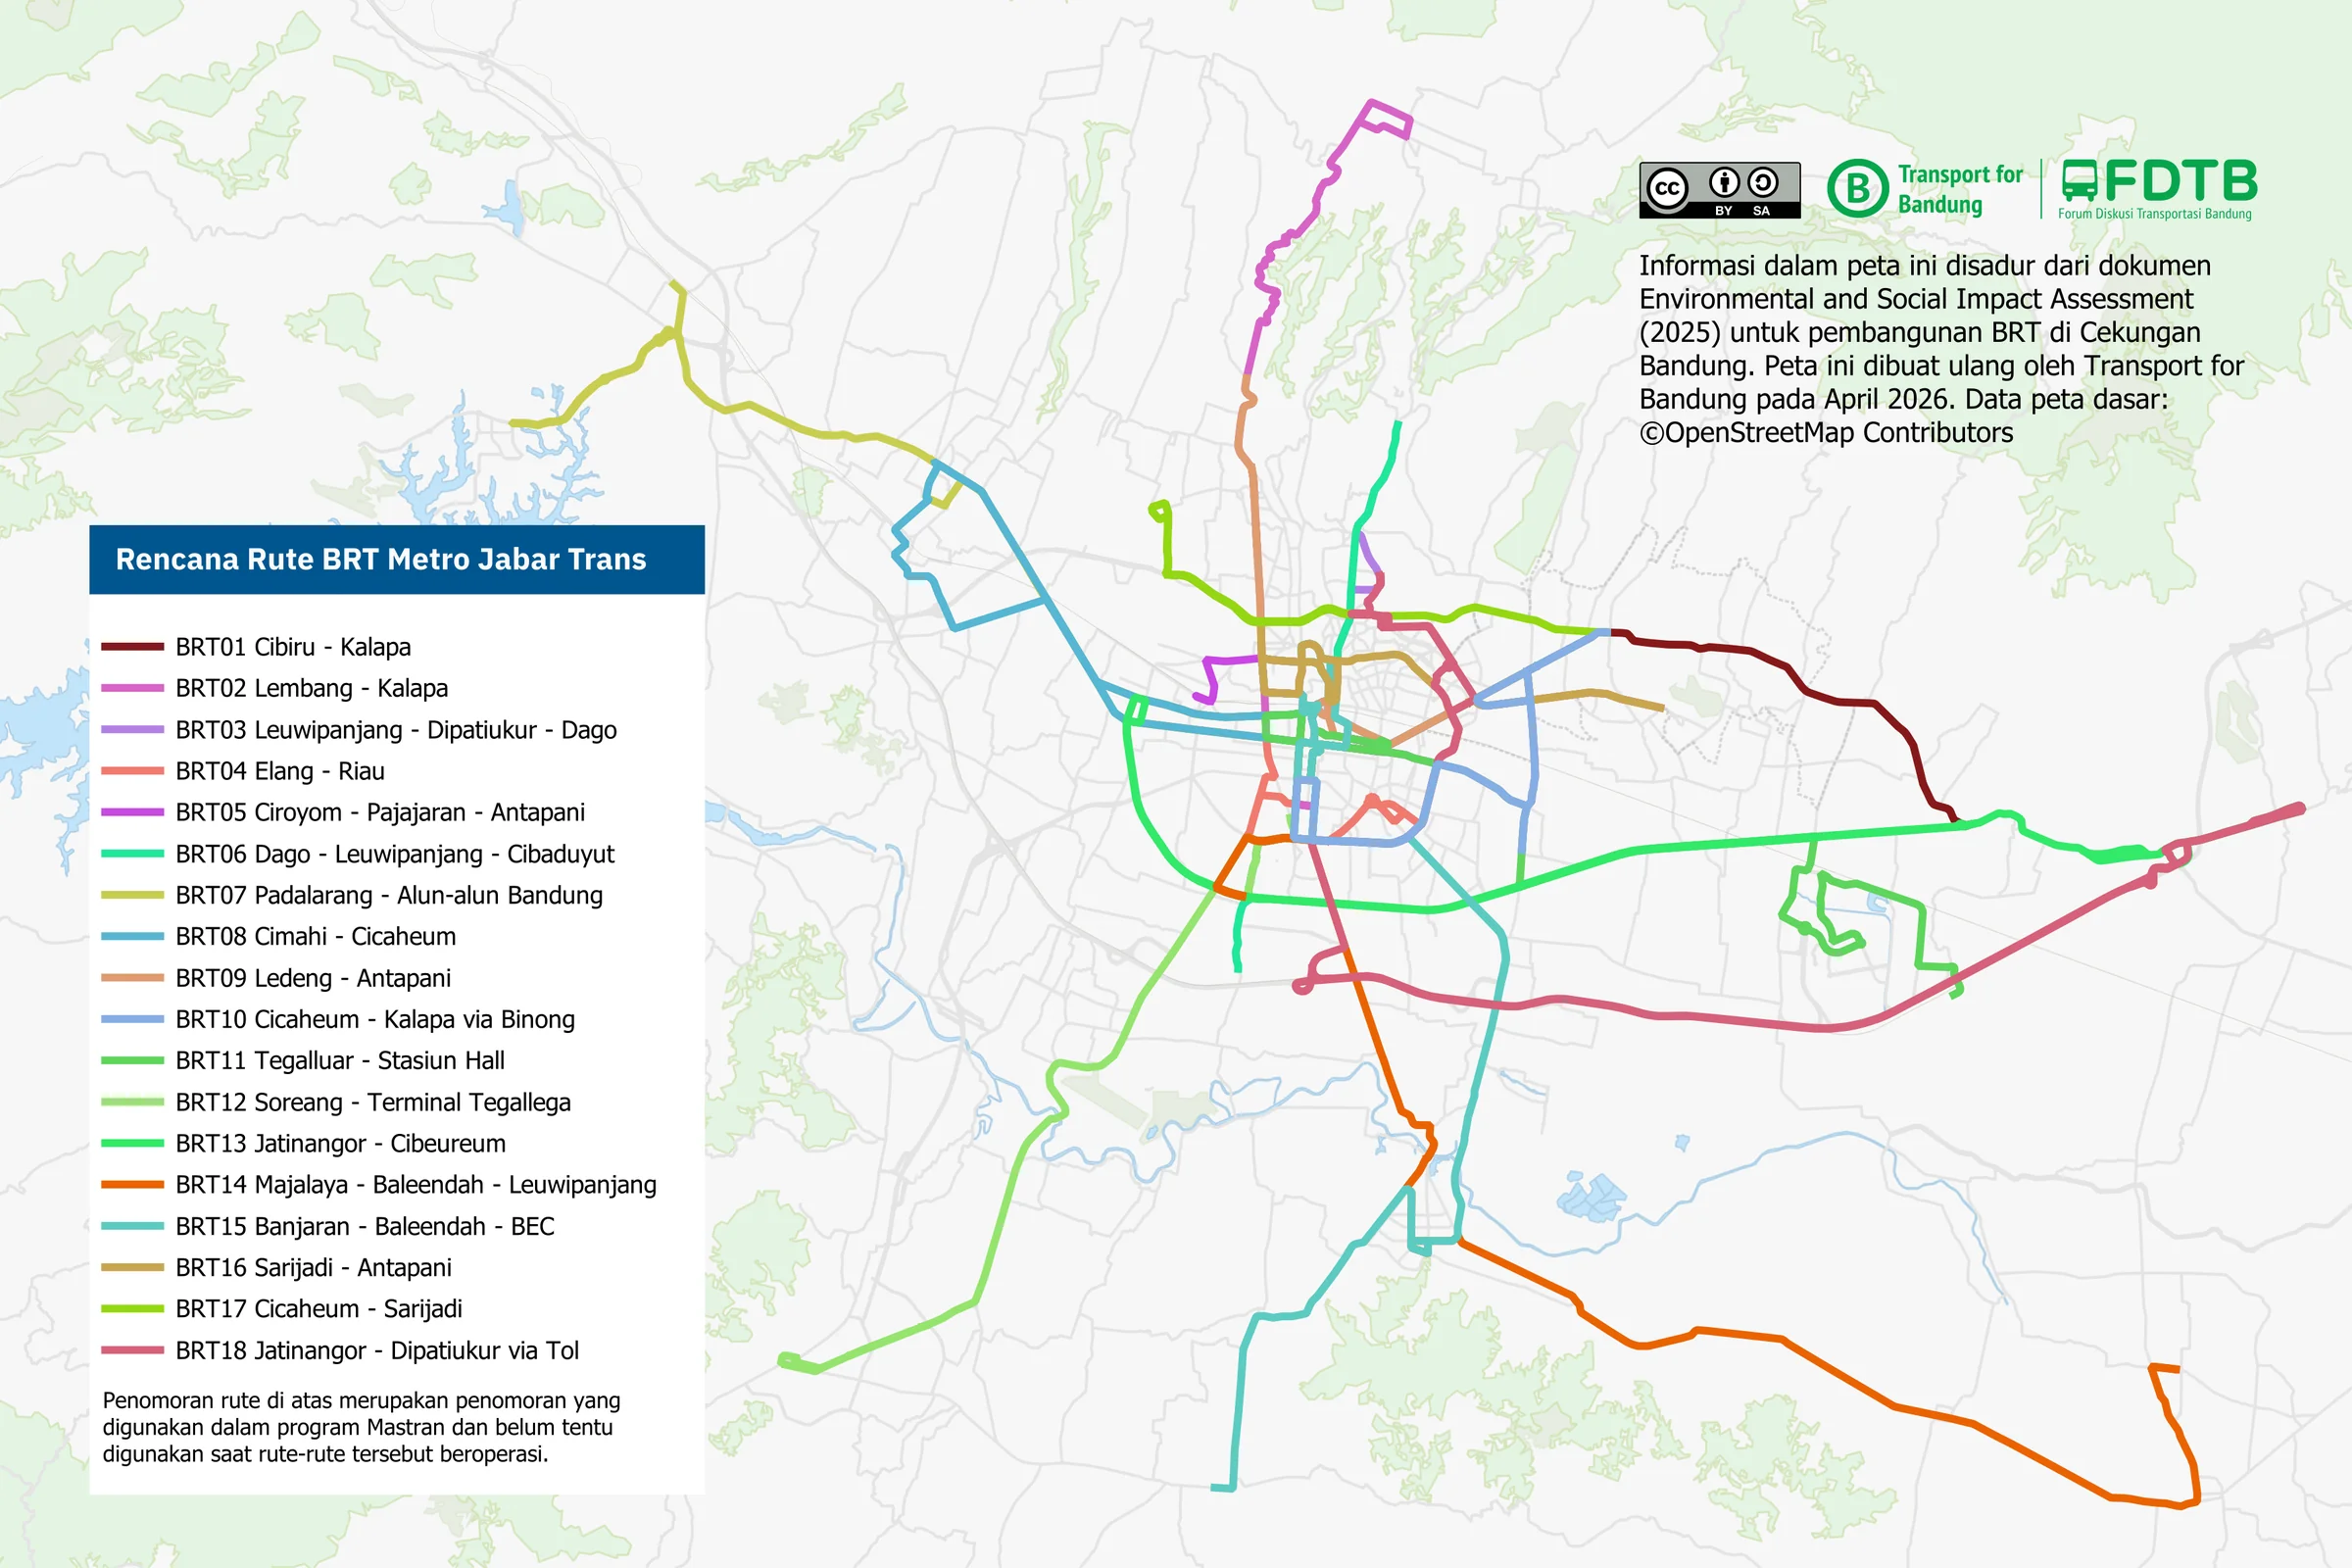 cc
BY SA
B
Transport for
Bandung
FDTB
Forum Diskusi Transportasi Bandung
Informasi dalam peta ini disadur dari dokumen
Environmental and Social Impact Assessment
(2025) untuk pembangunan BRT di Cekungan
Bandung. Peta ini dibuat ulang oleh Transport for
Bandung pada April 2026. Data peta dasar:
©OpenStreetMap Contributors
Rencana Rute BRT Metro Jabar Trans
BRT01 Cibiru - Kalapa
BRT02 Lembang - Kalapa
BRT03 Leuwipanjang - Dipatiukur - Dago
BRT04 Elang - Riau
BRT05 Ciroyom - Pajajaran - Antapani
BRT06 Dago - Leuwipanjang - Cibaduyut
BRT07 Padalarang - Alun-alun Bandung
BRT08 Cimahi - Cicaheum
BRT09 Ledeng - Antapani
BRT10 Cicaheum - Kalapa via Binong
BRT11 Tegalluar - Stasiun Hall
BRT12 Soreang - Terminal Tegallega
BRT13 Jatinangor - Cibeureum
BRT14 Majalaya - Baleendah - Leuwipanjang
BRT15 Banjaran - Baleendah - BEC
BRT16 Sarijadi - Antapani
BRT17 Cicaheum - Sarijadi
BRT18 Jatinangor - Dipatiukur via Tol
Penomoran rute di atas merupakan penomoran yang
digunakan dalam program Mastran dan belum tentu
digunakan saat rute-rute tersebut beroperasi.